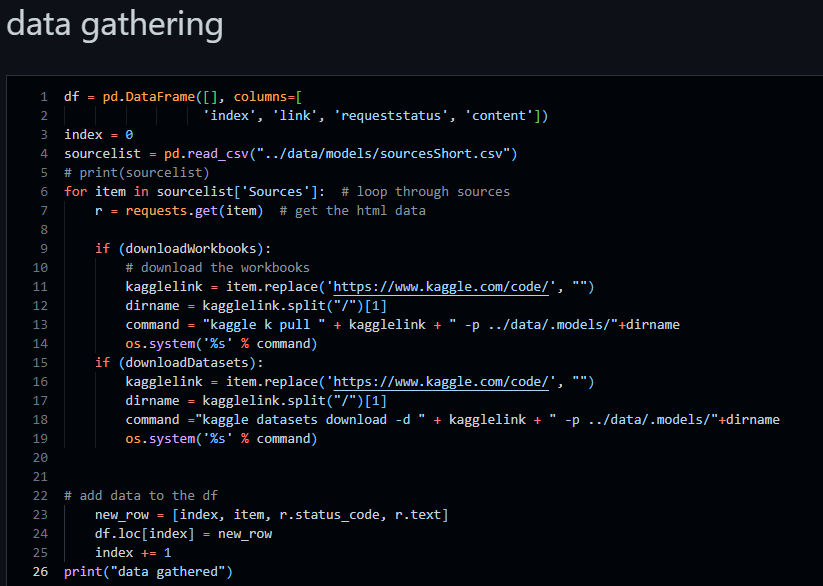 data gathering
1 df = pd.DataFrame([], columns=[
2 'index', 'link', 'requeststatus', 'content'])
3 index = 0
4 sourcelist = pd.read_csv("../data/models/sourcesShort.csv")
5 # print(sourcelist)
6 for item in sourcelist['Sources']:  # loop through sources
7     r = requests.get(item)  # get the html data
8
9     if (downloadWorkbooks):
10         # download the workbooks
11         kagglelink = item.replace('https://www.kaggle.com/code/', "")
12         dirname = kagglelink.split("/")[1]
13         command = "kaggle k pull " + kagglelink + " -p ../data/.models/"+dirname
14         os.system('%s' % command)
15     if (downloadDatasets):
16         kagglelink = item.replace('https://www.kaggle.com/code/', "")
17         dirname = kagglelink.split("/")[1]
18         command ="kaggle datasets download -d " + kagglelink + " -p ../data/.models/"+dirname
19         os.system('%s' % command)
20
21
22 # add data to the df
23     new_row = [index, item, r.status_code, r.text]
24     df.loc[index] = new_row
25     index += 1
26 print("data gathered")